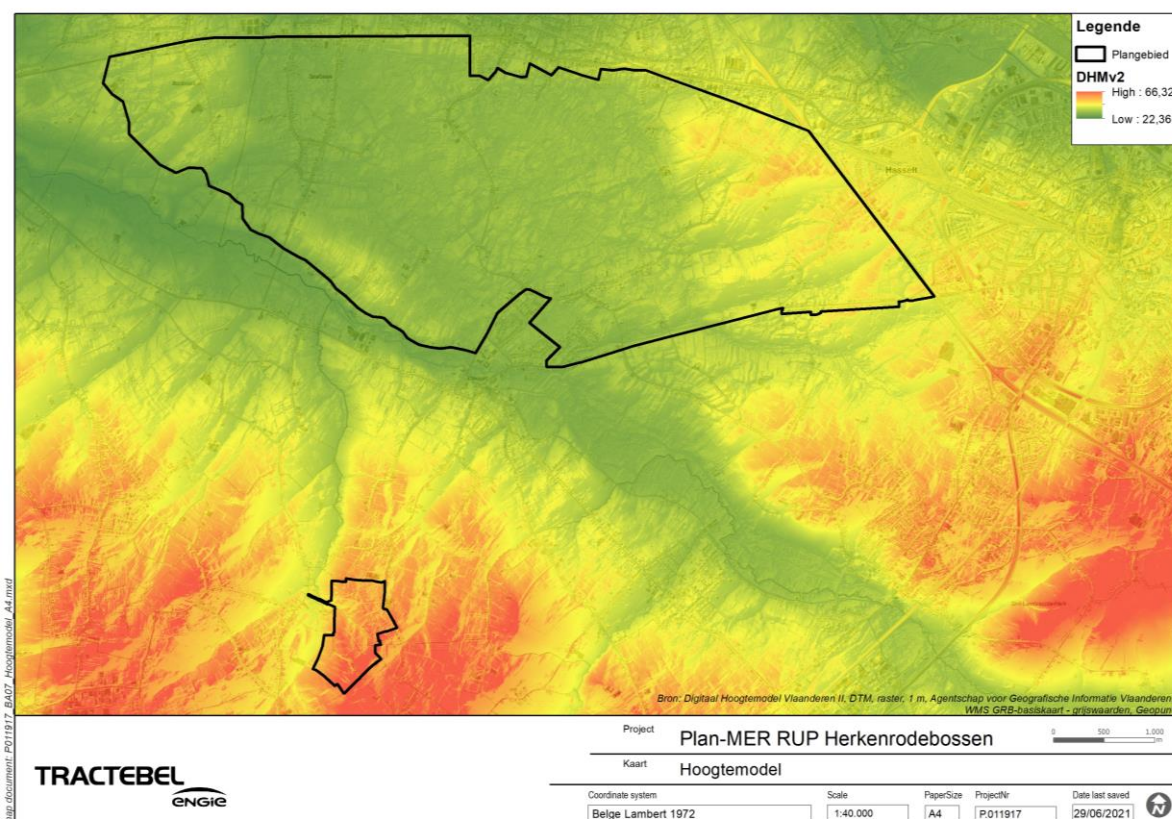 Legende
Plangebied
DHMv2
High : 66,32
Low : 22,36
Hasselt
Bron: Digitaal Hoogtemodel Vlaanderen II, DTM, raster, 1 m, Agentschap voor Geografische Informatie Vlaanderen
WMS GRB-basiskaart - grijswaarden, Geopun
map document: P011917_BA07_Hoogtemodel_A4.mxd
Project
Plan-MER RUP Herkenrodebossen
0 500 1.000
m
Kaart
Hoogtemodel
TRACTEBEL
ENGIE
Coordinate system
Scale
PaperSize
ProjectNr
Date last saved
Belge Lambert 1972
1:40.000
A4
P.011917
29/06/2021
N